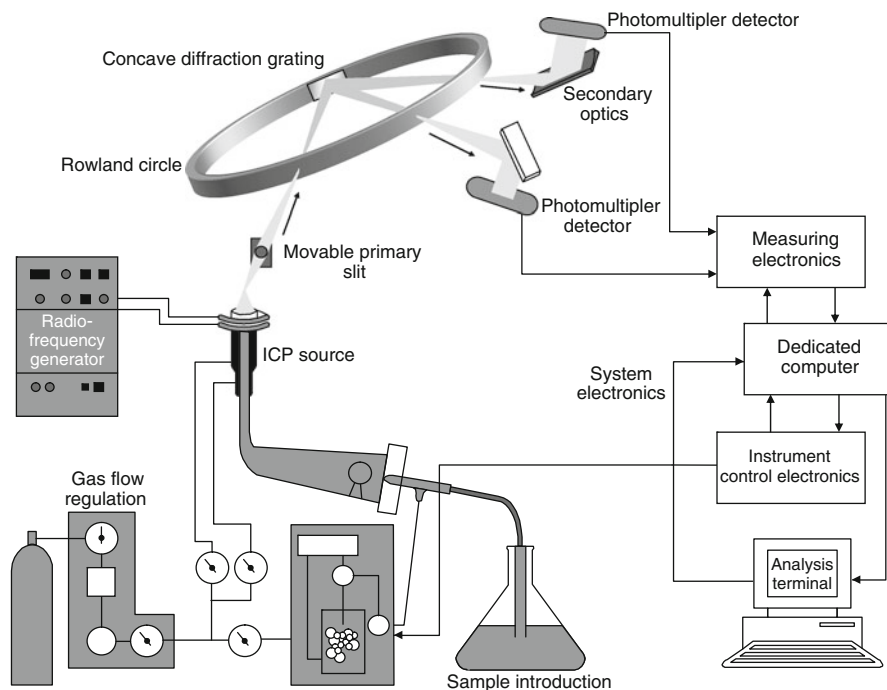 Photomultipler detector
Concave diffraction grating
Secondary
optics
Rowland circle
Photomultipler
detector
Movable primary
slit
Measuring
electronics
Radio-
frequency
generator
ICP source
Dedicated
computer
System
electronics
Instrument
control electronics
Gas flow
regulation
Analysis
terminal
Sample introduction